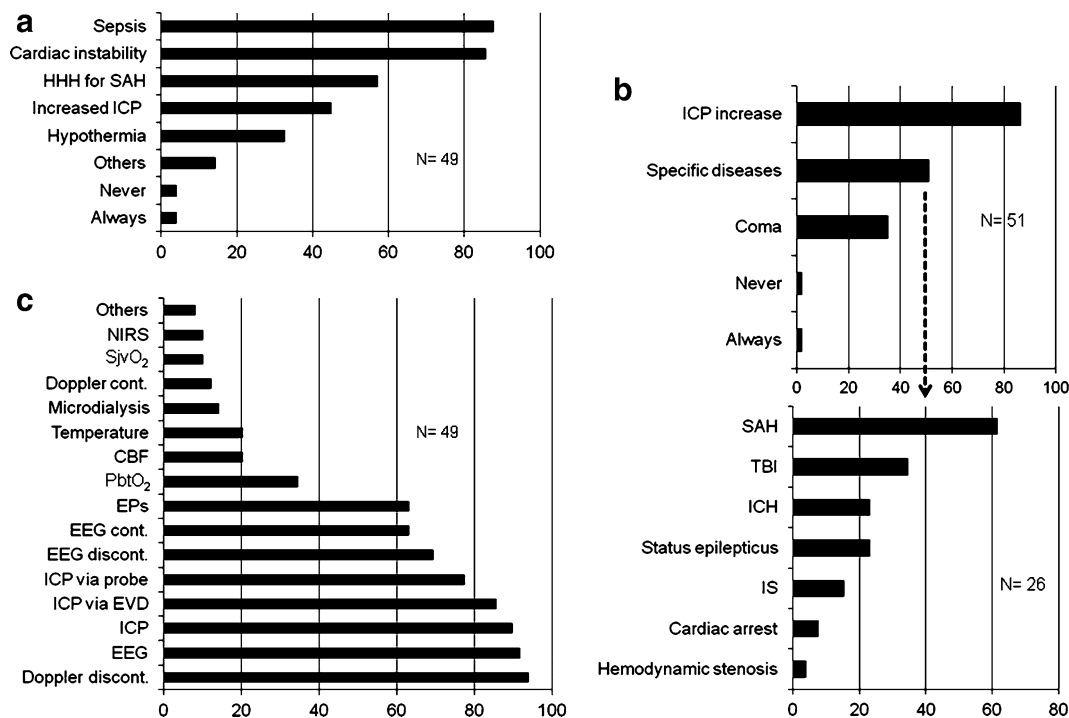 a
Sepsis
Cardiac instability
HHH for SAH
Increased ICP
Hypothermia
Others
Never
Always
N= 49
0 20 40 60 80 100
b
ICP increase
Specific diseases
Coma
Never
Always
N= 51
0 20 40 60 80 100
SAH
TBI
ICH
Status epilepticus
IS
Cardiac arrest
Hemodynamic stenosis
N= 26
0 20 40 60 80
c
Others
NIRS
SjvO₂
Doppler cont.
Microdialysis
Temperature
CBF
PbtO₂
EPs
EEG cont.
EEG discont.
ICP via probe
ICP via EVD
ICP
EEG
Doppler discont.
N= 49
0 20 40 60 80 100